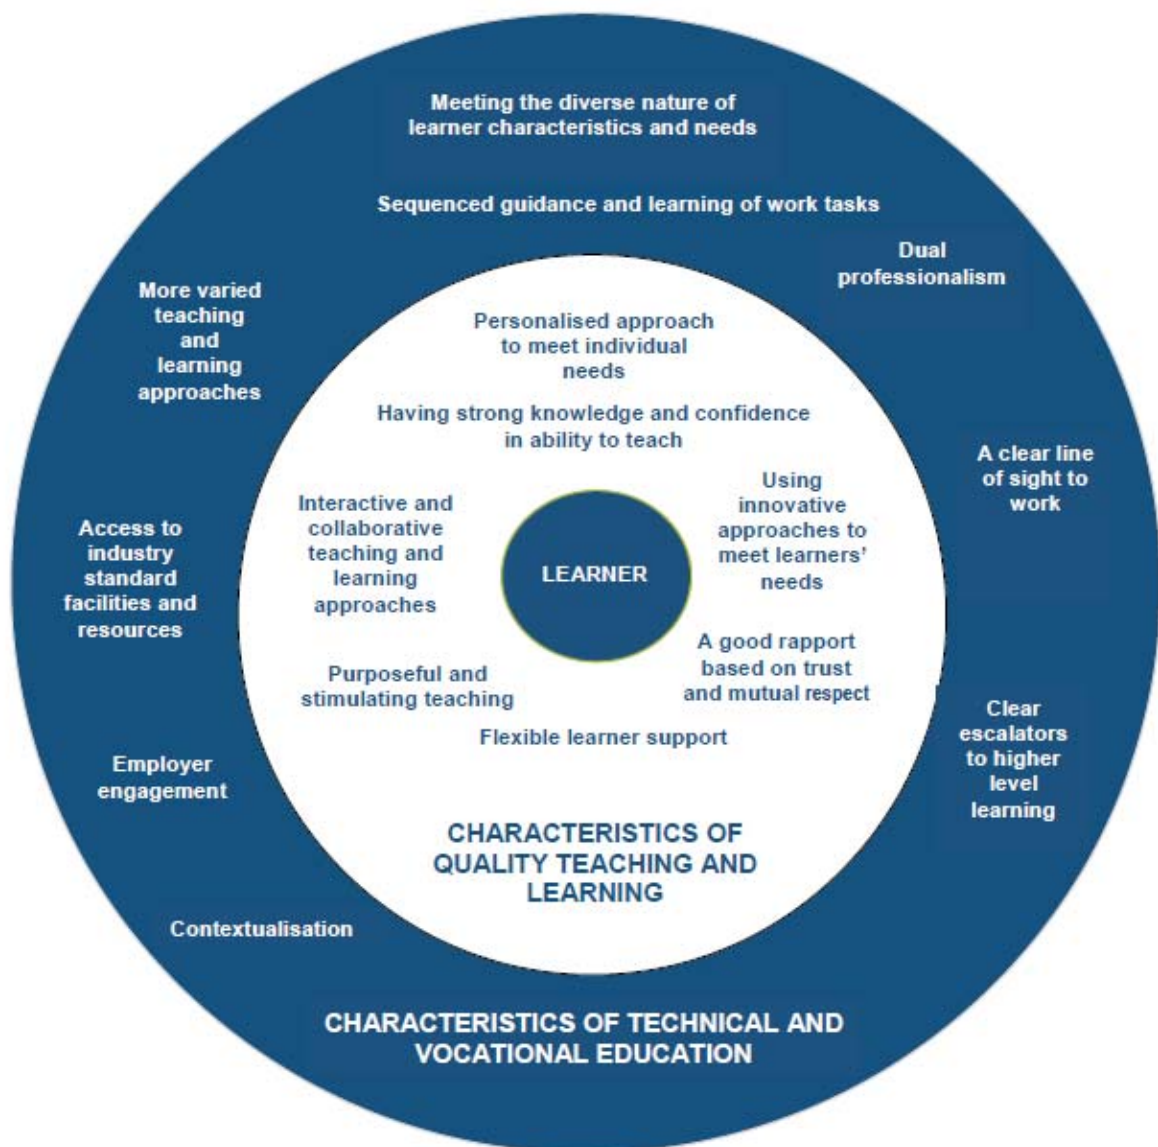 Meeting the diverse nature of
learner characteristics and needs
Sequenced guidance and learning of work tasks
Dual
professionalism
More varied
teaching
and
learning
approaches
Personalised approach
to meet individual
needs
Having strong knowledge and confidence
in ability to teach
A clear line
of sight to
work
Using
innovative
approaches to
meet learners’
needs
Interactive and
collaborative
teaching and
learning
approaches
LEARNER
Access to
industry
standard
facilities and
resources
A good rapport
based on trust
and mutual respect
Purposeful and
stimulating teaching
Flexible learner support
Clear
escalators
to higher
level
learning
Employer
engagement
CHARACTERISTICS OF
QUALITY TEACHING AND
LEARNING
Contextualisation
CHARACTERISTICS OF TECHNICAL AND
VOCATIONAL EDUCATION